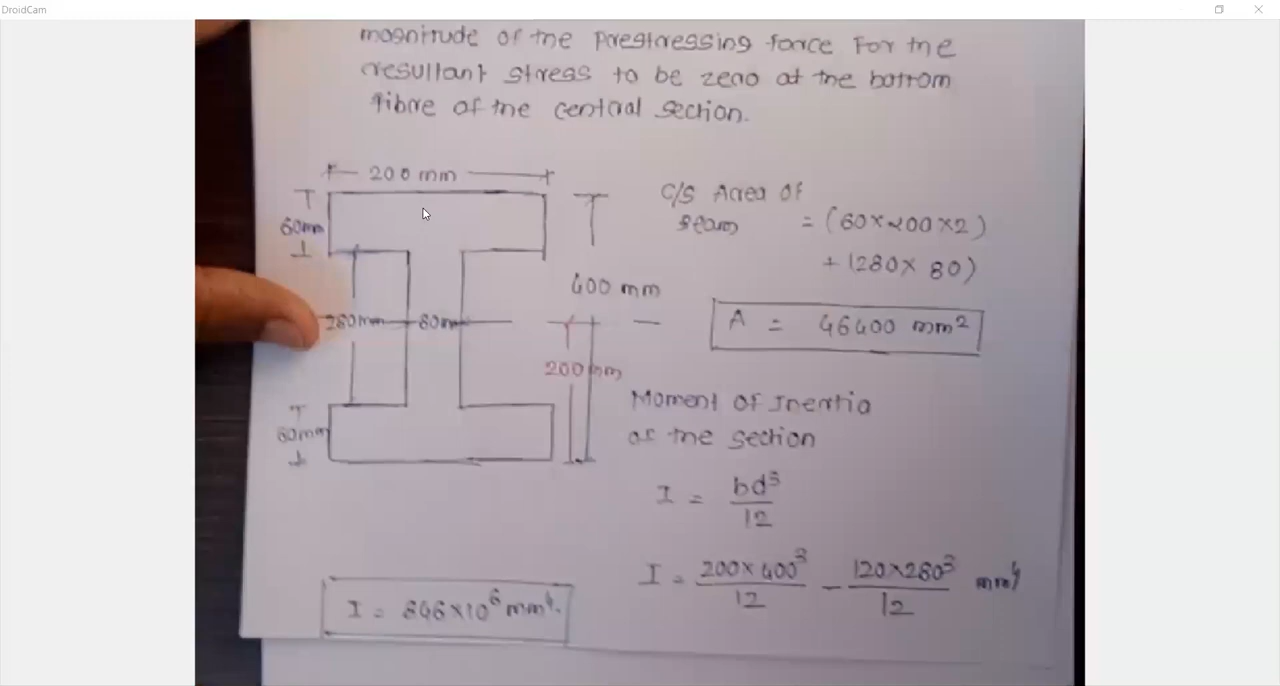 DroidCam
magnitude of the prestressing force for the
resultant stress to be zero at the bottom
fibre of the central section.
200 mm
60mm
280mm
80mm
60mm
400 mm
200 mm
C/S Area of
beam = (60×200×2)
+ (280× 80)
A = 46400 mm²
Moment of Inertia
of the section
I = bd³/12
I = 200×400³/12 - 120×280³/12 mm⁴
I = 846×10⁶ mm⁴.